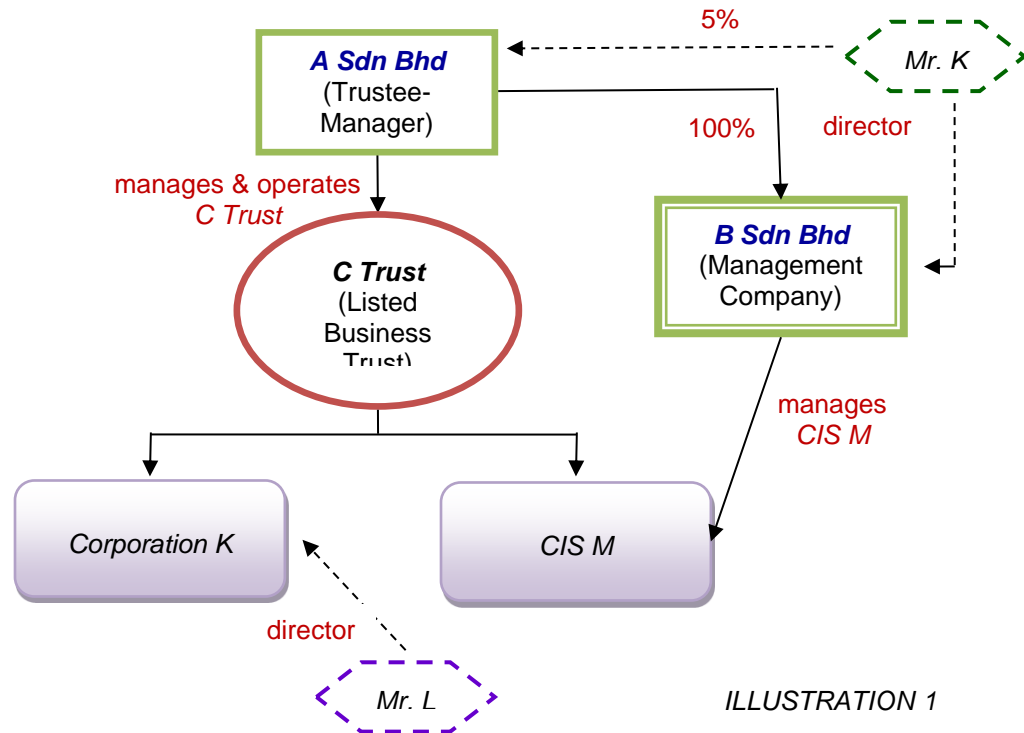 5%
A Sdn Bhd
(Trustee-
Manager)
Mr. K
100%
director
manages & operates
C Trust
B Sdn Bhd
(Management
Company)
C Trust
(Listed
Business
Trust)
manages
CIS M
Corporation K
CIS M
director
Mr. L
ILLUSTRATION 1